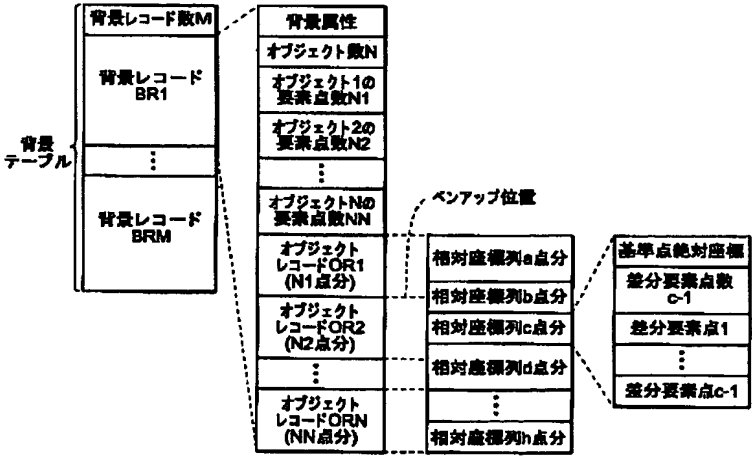 背景
テーブル
背景レコード数M
背景レコード
BR1
背景レコード
BRM
背景属性
オブジェクト数N
オブジェクト1の
要素点数N1
オブジェクト2の
要素点数N2
オブジェクトNの
要素点数NN
オブジェクト
レコードOR1
(N1点分)
オブジェクト
レコードOR2
(N2点分)
オブジェクト
レコードORN
(NN点分)
ペンアップ位置
相対座標列a点分
相対座標列b点分
相対座標列c点分
相対座標列d点分
相対座標列h点分
基準点絶対座標
差分要素点数
c-1
差分要素点1
差分要素点c-1